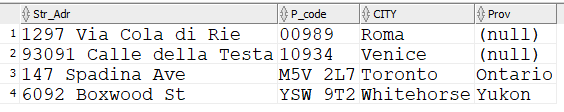 Str_Adr P_code CITY Prov
1 1297 Via Cola di Rie 00989 Roma (null)
2 93091 Calle della Testa 10934 Venice (null)
3 147 Spadina Ave M5V 2L7 Toronto Ontario
4 6092 Boxwood St YSW 9T2 Whitehorse Yukon